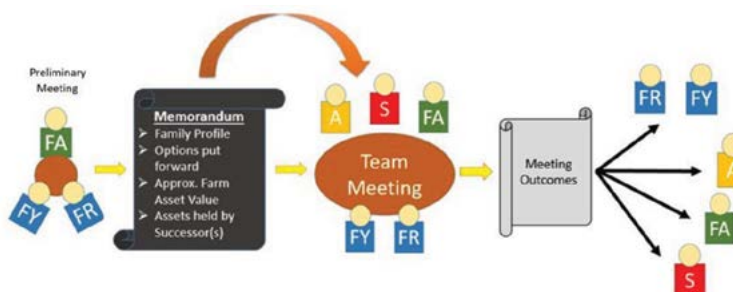 Preliminary
Meeting
FA
FY
FR
Memorandum
➤ Family Profile
➤ Options put
forward
➤ Approx. Farm
Asset Value
➤ Assets held by
Successor(s)
A
S
FA
Team
Meeting
FY
FR
Meeting
Outcomes
FR
FY
A
FA
S